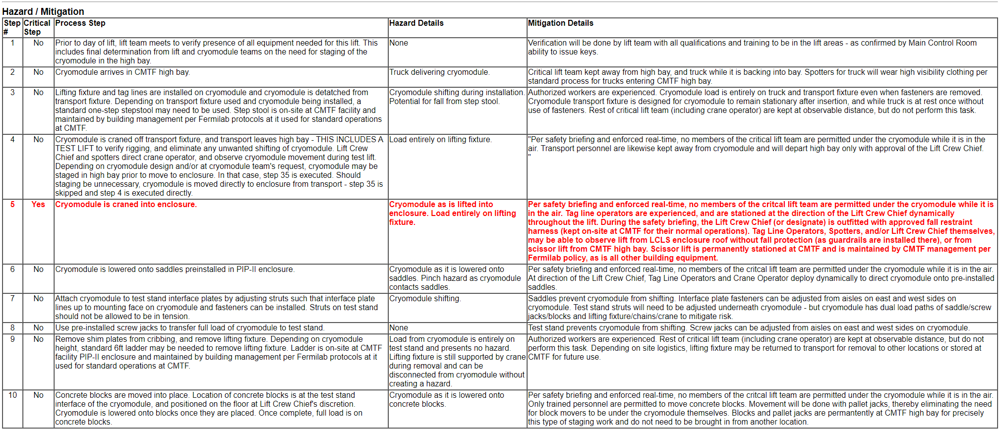 Hazard / Mitigation
Step # Critical Step Process Step Hazard Details Mitigation Details
1 No
Prior to day of lift, lift team meets to verify presence of all equipment needed for this lift. This
includes final determination from lift and cryomodule teams on the need for staging of the
cryomodule in the high bay.
None
Verification will be done by lift team with all qualifications and training to be in the lift areas - as confirmed by Main Control Room
ability to issue keys.
2 No
Cryomodule arrives in CMTF high bay.
Truck delivering cryomodule.
Critical lift team kept away from high bay, and truck while it is backing into bay. Spotters for truck will wear high visibility clothing per
standard process for trucks entering CMTF high bay.
3 No
Lifting fixture and tag lines are installed on cryomodule and cryomodule is detatched from
transport fixture. Depending on transport fixture used and cryomodule being installed, a
standard one-step stepstool may need to be used. Step stool is on-site at CMTF facility and
maintained by building management per Fermilab protocols at it used for standard operations
at CMTF.
Cryomodule shifting during installation.
Potential for fall from step stool.
Authorized workers are experienced. Cryomodule load is entirely on truck and transport fixture even when fasteners are removed.
Cryomodule transport fixture is designed for cryomodule to remain stationary after insertion, and while truck is at rest once without
use of fasteners. Rest of critical lift team (including crane operator) are kept at observable distance, but do not perform this task.
4 No
Cryomodule is craned off transport fixture, and transport leaves high bay - THIS INCLUDES A
TEST LIFT to verify rigging, and eliminate any unwanted shifting of cryomodule. Lift Crew
Chief and spotters direct crane operator, and observe cryomodule movement during test lift.
Depending on cryomodule design and/or at cryomodule team's request, cryomodule may be
staged in high bay prior to move to enclosure. In that case, step 35 is executed. Should
staging be unnecessary, cryomodule is moved directly to enclosure from transport - step 35 is
skipped and step 4 is executed directly.
Load entirely on lifting fixture.
"Per safety briefing and enforced real-time, no members of the critical lift team are permitted under the cryomodule while it is in the
air. Transport personnel are likewise kept away from cryomodule and will depart high bay only with approval of the Lift Crew Chief.
"
5 Yes
Cryomodule is craned into enclosure.
Cryomodule as is lifted into
enclosure. Load entirely on lifting
fixture.
Per safety briefing and enforced real-time, no members of the critcal lift team are permitted under the cryomodule while it is
in the air. Tag line operators are experienced, and are stationed at the direction of the Lift Crew Chief dynamically
throughout the lift. During the safety briefing, the Lift Crew Chief (or designate) is outfitted with approved fall restraint
harness (kept on-site at CMTF for their normal operations). Tag Line Operators, Spotters, and/or Lift Crew Chief themselves,
may be able to observe lift from LCLS enclosure roof without fall protection (as guardrails are installed there), or from
scissor lift from CMTF high bay. Scissor lift is permanently stationed at CMTF and is maintained by CMTF management per
Fermilab policy, as is all other building equipment.
6 No
Cryomodule is lowered onto saddles preinstalled in PIP-II enclosure.
Cryomodule as it is lowered onto
saddles. Pinch hazard as cryomodule
contacts saddles.
Per safety briefing and enforced real-time, no members of the critcal lift team are permitted under the cryomodule while it is in the air.
At direction of the Lift Crew Chief, Tag Line Operators and Crane Operator deploy dynamically to direct cryomodule onto pre-installed
saddles.
7 No
Attach cryomodule to test stand interface plates by adjusting struts such that interface plate
lines up to mounting face on cryomodule and fasteners can be installed. Struts on test stand
should not be allowed to be in tension.
Cryomodule shifting.
Saddles prevent cryomodule from shifting. Interface plate fasteners can be adjusted from aisles on east and west sides on
cryomodule. Test stand struts will need to be adjusted underneath cryomodule - but cryomodule has dual load paths of saddle/screw
jacks/blocks and lifting fixture/chains/crane to mitigate risk.
8 No
Use pre-installed screw jacks to transfer full load of cryomodule to test stand.
None
Test stand prevents cryomodule from shifting. Screw jacks can be adjusted from aisles on east and west sides on cryomodule.
9 No
Remove shim plates from cribbing, and remove lifting fixture. Depending on cryomodule
height, standard 6ft ladder may be needed to remove lifting fixture. Ladder is on-site at CMTF
facility PIP-II enclosure and maintained by building management per Fermilab protocols at it
used for standard operations at CMTF.
Load from cryomodule is entirely on
test stand and presents no hazard.
Lifting fixture is still supported by crane
during removal and can be
disconnected from cryomodule without
creating a hazard.
Authorized workers are experienced. Rest of critical lift team (including crane operator) are kept at observable distance, but do not
perform this task. Depending on site logistics, lifting fixture may be returned to transport for removal to other locations or stored at
CMTF for future use.
10 No
Concrete blocks are moved into place. Location of concrete blocks is at the test stand
interface of the cryomodule, and positioned on the floor at Lift Crew Chief's discretion.
Cryomodule is lowered onto blocks once they are placed. Once complete, full load is on
concrete blocks.
Cryomodule as it is lowered onto
concrete blocks.
Per safety briefing and enforced real-time, no members of the critcal lift team are permitted under the cryomodule while it is in the air.
Only trained personnel are permitted to move concrete blocks. Movement will be done with pallet jacks, thereby eliminating the need
for block movers to be under the cryomodule themselves. Blocks and pallet jacks are permantently at CMTF high bay for precisely
this type of staging work and do not need to be brought in from another location.